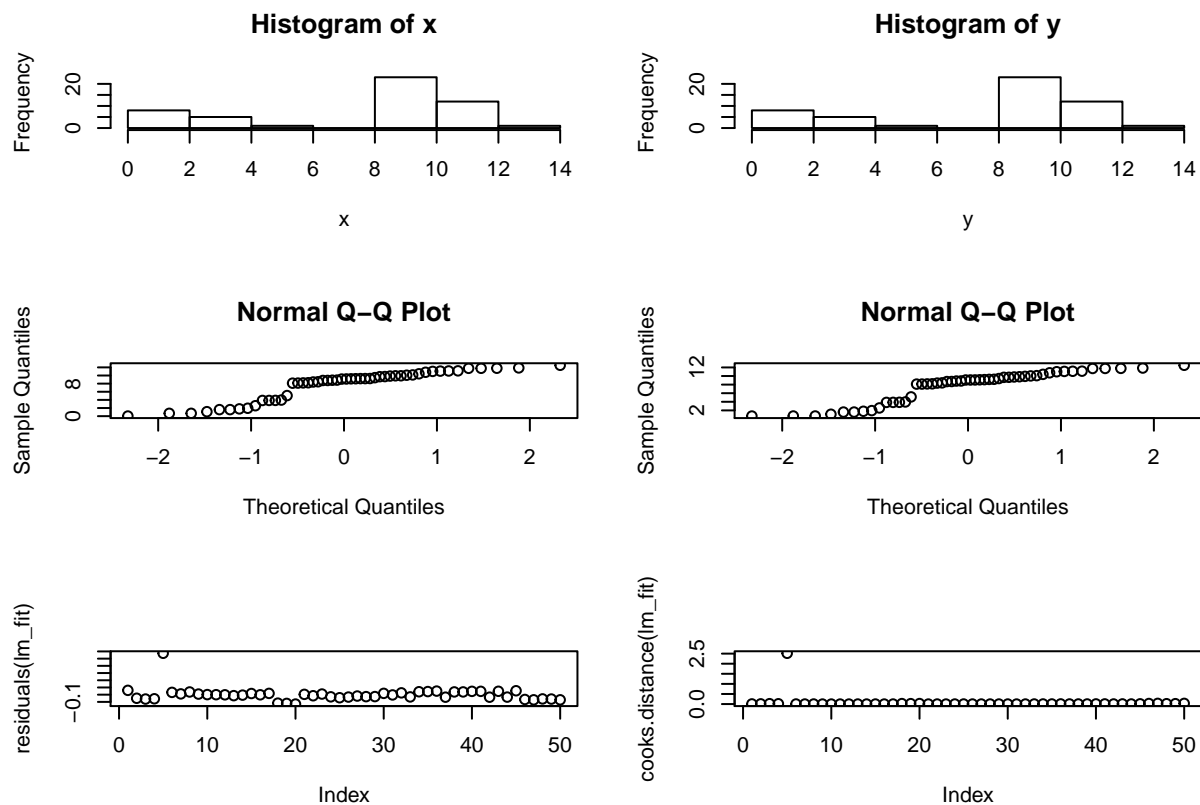 Histogram of x
Frequency
0 20
0 2 4 6 8 10 12 14
x
Histogram of y
Frequency
0 20
0 2 4 6 8 10 12 14
y
Normal Q−Q Plot
Sample Quantiles
0 8
−2 −1 0 1 2
Theoretical Quantiles
Normal Q−Q Plot
Sample Quantiles
2 12
−2 −1 0 1 2
Theoretical Quantiles
residuals(lm_fit)
−0.1
0 10 20 30 40 50
Index
cooks.distance(lm_fit)
0.0 2.5
0 10 20 30 40 50
Index